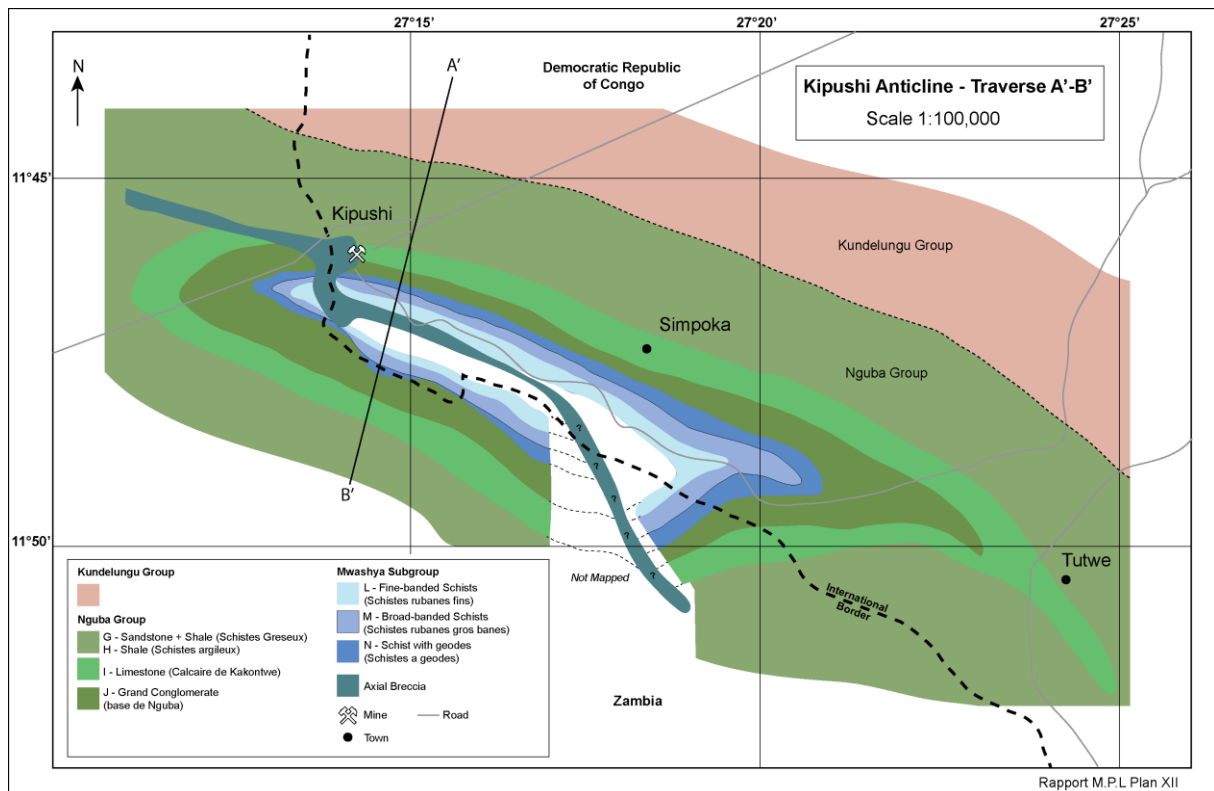 27°15'
27°20'
27°25'
N
A'
Democratic Republic
of Congo
Kipushi Anticline - Traverse A'-B'
Scale 1:100,000
11°45'
Kipushi
Kundelungu Group
Simpoka
Nguba Group
B'
?
?
?
?
?
11°50'
Not Mapped
Tutwe
International
Border
Zambia
Kundelungu Group
Nguba Group
G - Sandstone + Shale (Schistes Greseux)
H - Shale (Schistes argileux)
I - Limestone (Calcaire de Kakontwe)
J - Grand Conglomerate
(base de Nguba)
Mwashya Subgroup
L - Fine-banded Schists
(Schistes rubanes fins)
M - Broad-banded Schists
(Schistes rubanes gros banes)
N - Schist with geodes
(Schistes a geodes)
Axial Breccia
Mine
Road
Town
Rapport M.P.L Plan XII